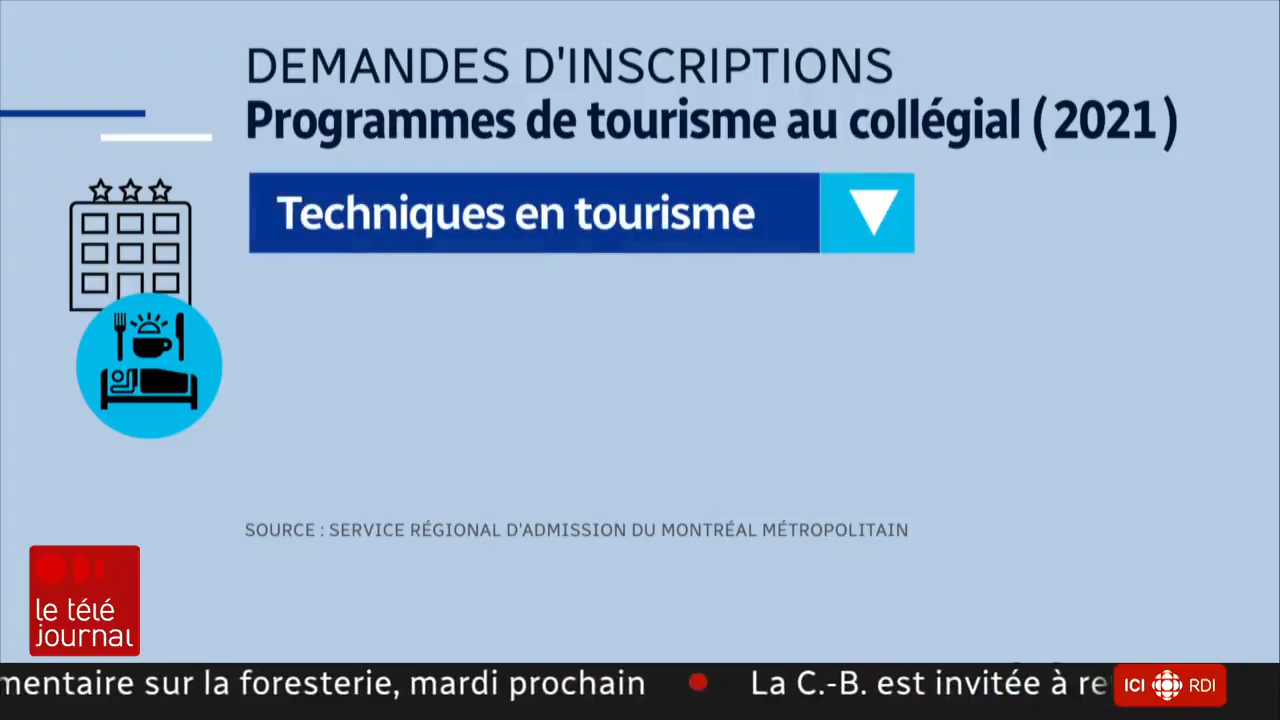 DEMANDES D'INSCRIPTIONS
Programmes de tourisme au collégial (2021)
Techniques en tourisme
SOURCE : SERVICE RÉGIONAL D'ADMISSION DU MONTRÉAL MÉTROPOLITAIN
le télé
journal
mentaire sur la foresterie, mardi prochain • La C.-B. est invitée à re
ICI RDI